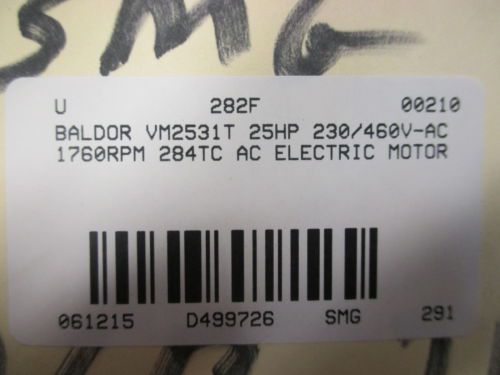 SMG
U 282F 00210
BALDOR VM2531T 25HP 230/460V-AC
1760RPM 284TC AC ELECTRIC MOTOR
061215 D499726 SMG 291